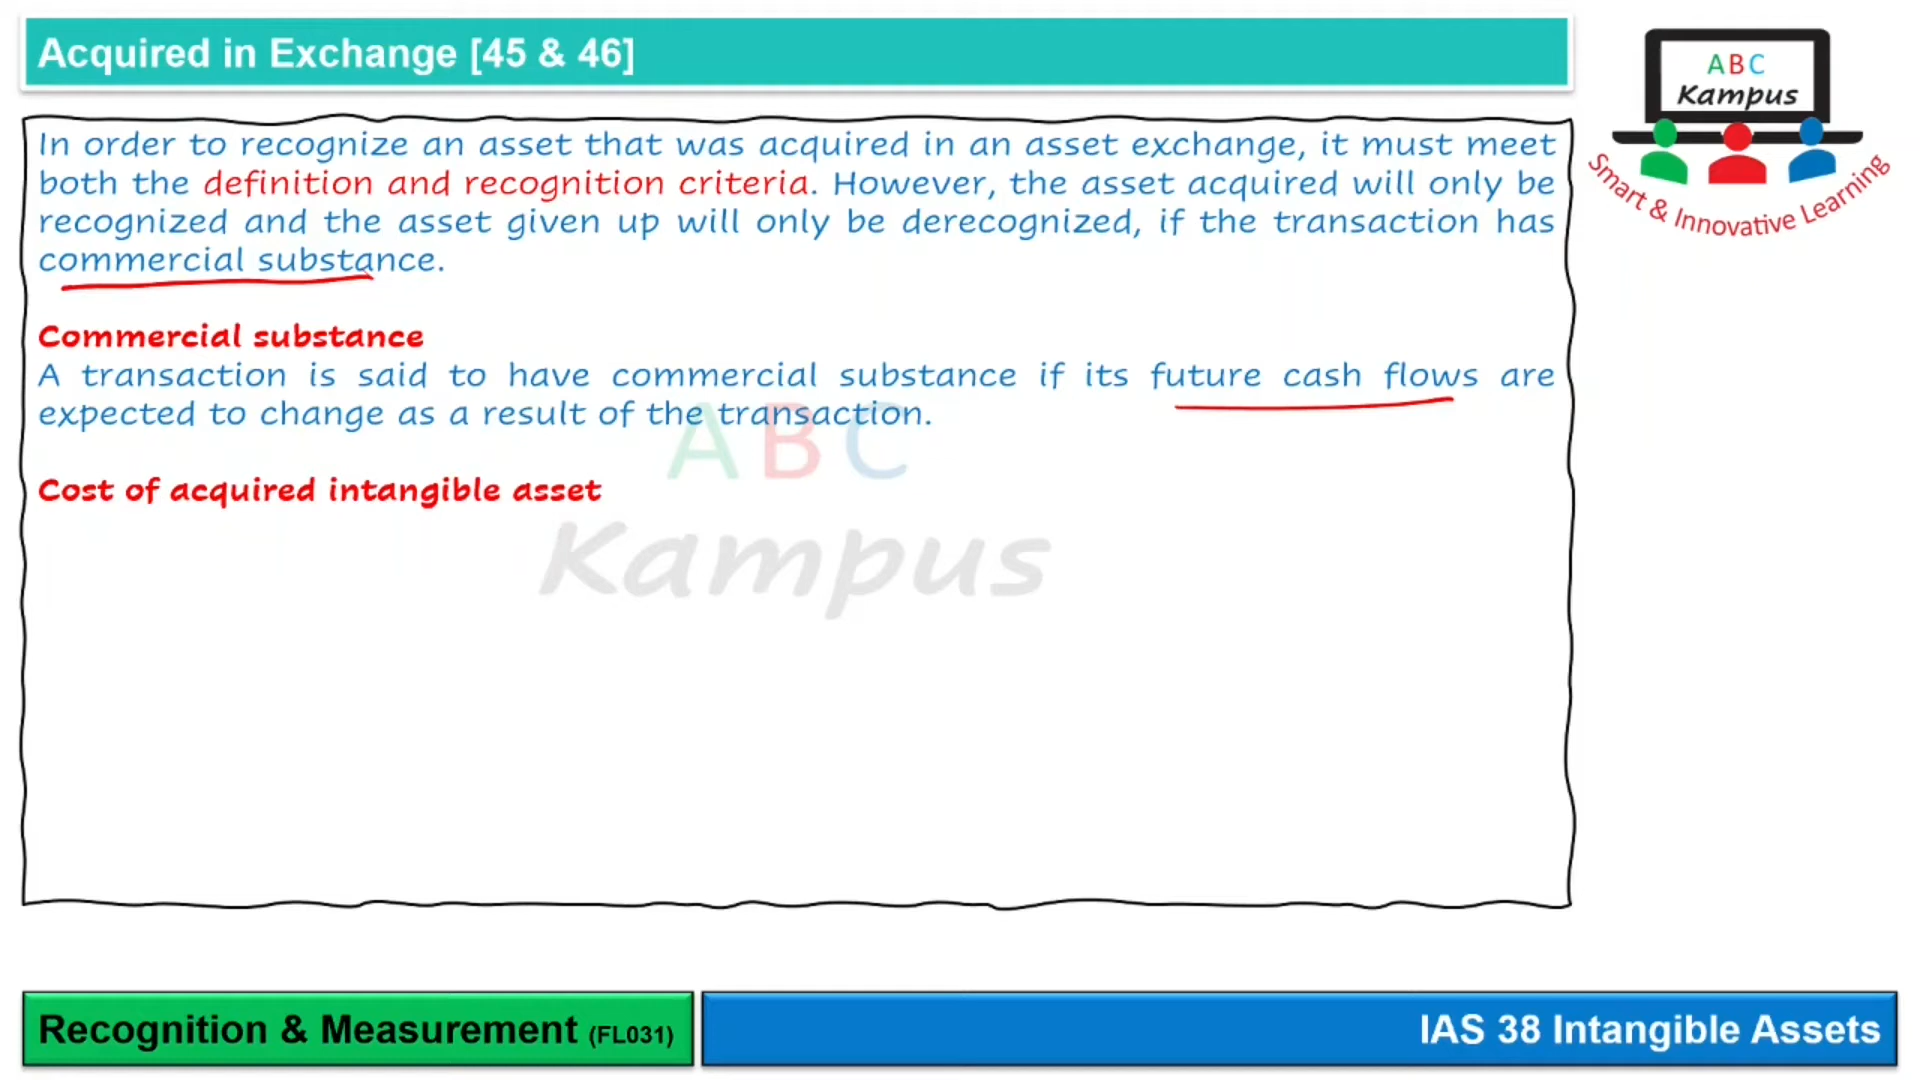 Acquired in Exchange [45 & 46]
ABC
Kampus
Smart & Innovative Learning
In order to recognize an asset that was acquired in an asset exchange, it must meet
both the definition and recognition criteria. However, the asset acquired will only be
recognized and the asset given up will only be derecognized, if the transaction has
commercial substance.
Commercial substance
A transaction is said to have commercial substance if its future cash flows are
expected to change as a result of the transaction.
Cost of acquired intangible asset
ABC
Kampus
Recognition & Measurement (FL031)
IAS 38 Intangible Assets